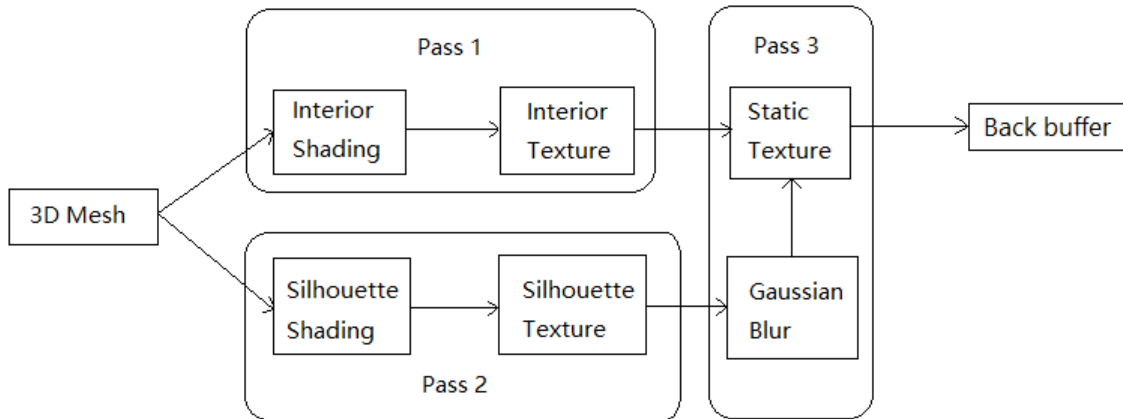 Pass 1
Interior
Shading
Interior
Texture
Pass 3
Static
Texture
Back buffer
3D Mesh
Silhouette
Shading
Silhouette
Texture
Gaussian
Blur
Pass 2